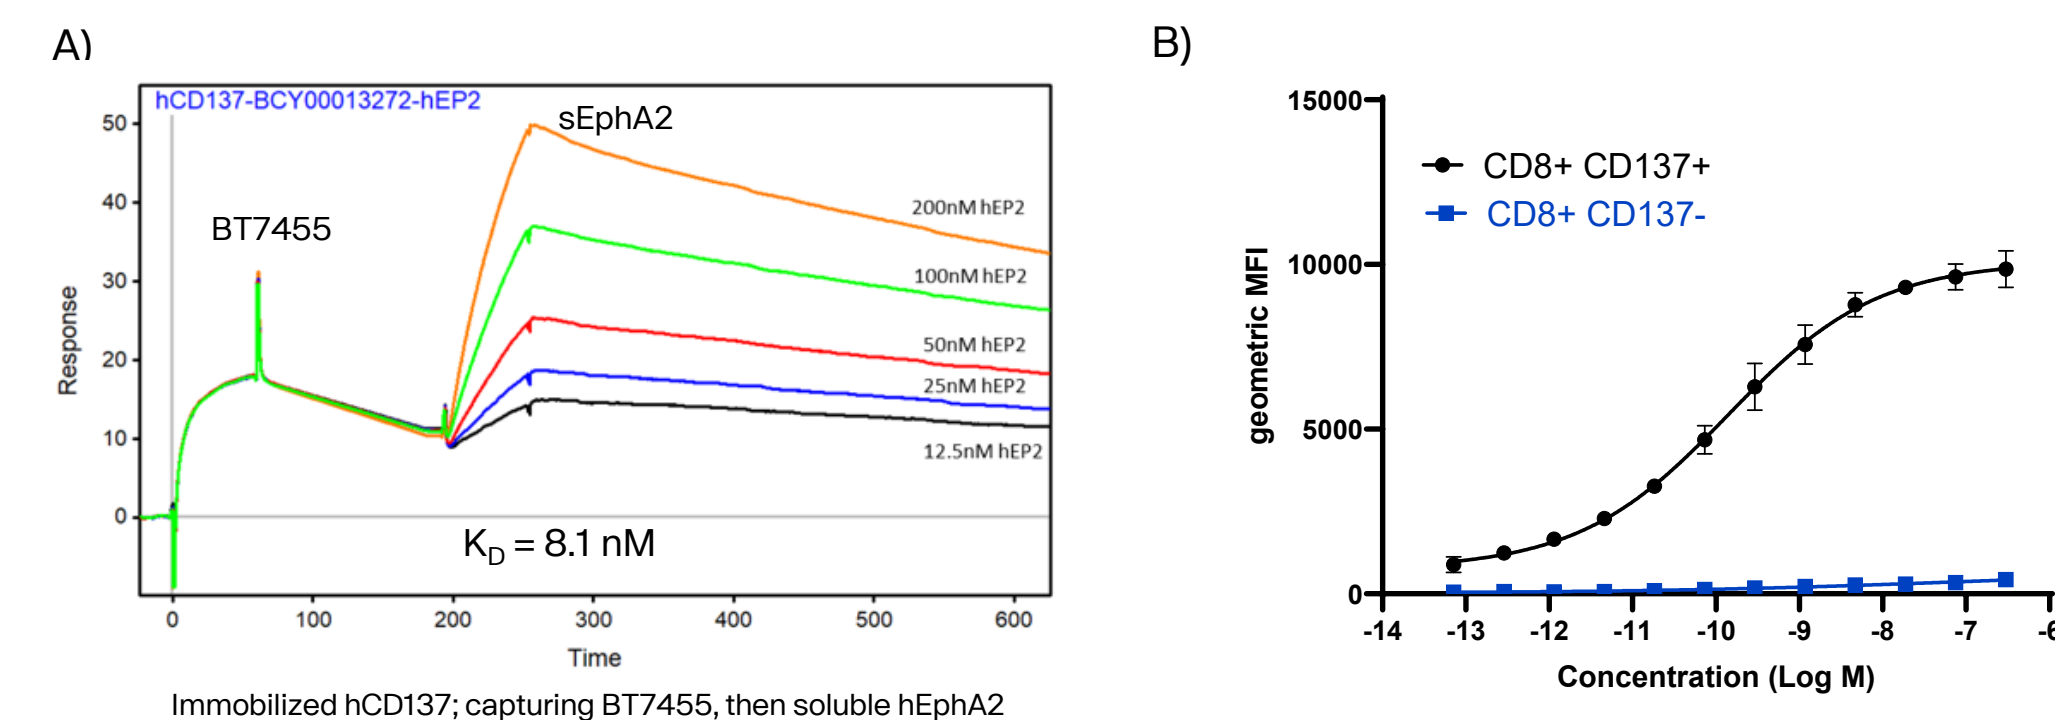 A)
hCD137-BCY00013272-hEP2
sEphA2
BT7455
50
40
30
20
10
0
Response
200nM hEP2
100nM hEP2
50nM hEP2
25nM hEP2
12.5nM hEP2
K_D = 8.1 nM
0 100 200 300 400 500 600
Time
Immobilized hCD137; capturing BT7455, then soluble hEphA2
B)
15000
10000
5000
0
geometric MFI
CD8+ CD137+
CD8+ CD137-
-14 -13 -12 -11 -10 -9 -8 -7 -6
Concentration (Log M)